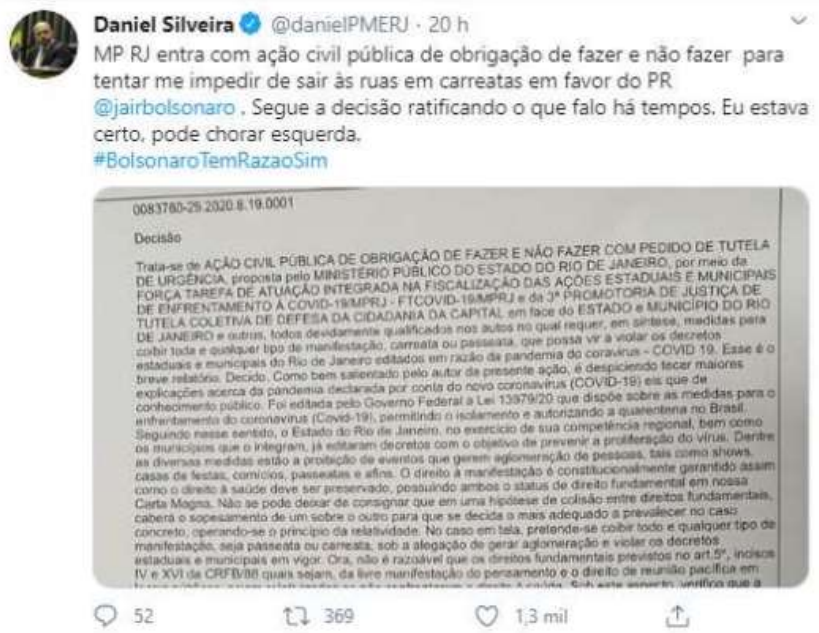 Daniel Silveira @danielPMERJ · 20 h
MP RJ entra com ação civil pública de obrigação de fazer e não fazer para
tentar me impedir de sair às ruas em carreatas em favor do PR
@jairbolsonaro . Segue a decisão ratificando o que falo há tempos. Eu estava
certo, pode chorar esquerda.
#BolsonaroTemRazaoSim
0083760-29.2020.8.19.0001
Decisão
Trata-se de AÇÃO CIVIL PÚBLICA DE OBRIGAÇÃO DE FAZER E NÃO FAZER COM PEDIDO DE TUTELA
DE URGÊNCIA, proposta pelo MINISTÉRIO PÚBLICO DO ESTADO DO RIO DE JANEIRO, por meio da
FORÇA TAREFA DE ATUAÇÃO INTEGRADA NA FISCALIZAÇÃO DAS AÇÕES ESTADUAIS E MUNICIPAIS
DE ENFRENTAMENTO À COVID-19/MPRJ - FTCOVID-19/MPRJ e da 3ª PROMOTORIA DE JUSTIÇA DE
TUTELA COLETIVA DE DEFESA DA CIDADANIA DA CAPITAL em face do ESTADO e MUNICÍPIO DO RIO
DE JANEIRO e outros, todos devidamente qualificados nos autos no qual requer, em síntese, medidas para
coibir toda e qualquer tipo de manifestação, carreata ou passeata, que possa vir a violar os decretos
estaduais e municipais do Rio de Janeiro editados em razão da pandemia do coravírus - COVID 19. Esse é o
breve relatório. Decido. Como bem salientado pelo autor da presente ação, é despiciendo tecer maiores
explicações acerca da pandemia declarada por conta do novo coronavírus (COVID-19) eis que de
conhecimento público. Foi editada pelo Governo Federal a Lei 13979/20 que dispõe sobre as medidas para o
enfrentamento do coronavírus (Covid-19), permitindo o isolamento e autorizando a quarentena no Brasil.
Seguindo nesse sentido, o Estado do Rio de Janeiro, no exercício de sua competência regional, bem como
os municípios que o integram, já editaram decretos com o objetivo de prevenir a proliferação do vírus. Dentre
as diversas medidas estão a proibição de eventos que gerem aglomeração de pessoas, tais como shows,
casas de festas, comícios, passeatas e afins. O direito à manifestação é constitucionalmente garantido assim
como o direito à saúde deve ser preservado, possuindo ambos o status de direito fundamental em nossa
Carta Magna. Não se pode deixar de consignar que em uma hipótese de colisão entre direitos fundamentais,
caberá o sopesamento de um sobre o outro para que se decida o mais adequado a prevalecer no caso
concreto, operando-se o princípio da relatividade. No caso em tela, pretende-se coibir todo e qualquer tipo de
manifestação, seja passeata ou carreata, sob a alegação de gerar aglomeração e violar os decretos
estaduais e municipais em vigor. Ora, não é razoável que os direitos fundamentais previstos no art.5º, incisos
IV e XVI da CRFB/88 quais sejam, da livre manifestação do pensamento e o direito de reunião pacífica em
verifica que a
52 369 1,3 mil